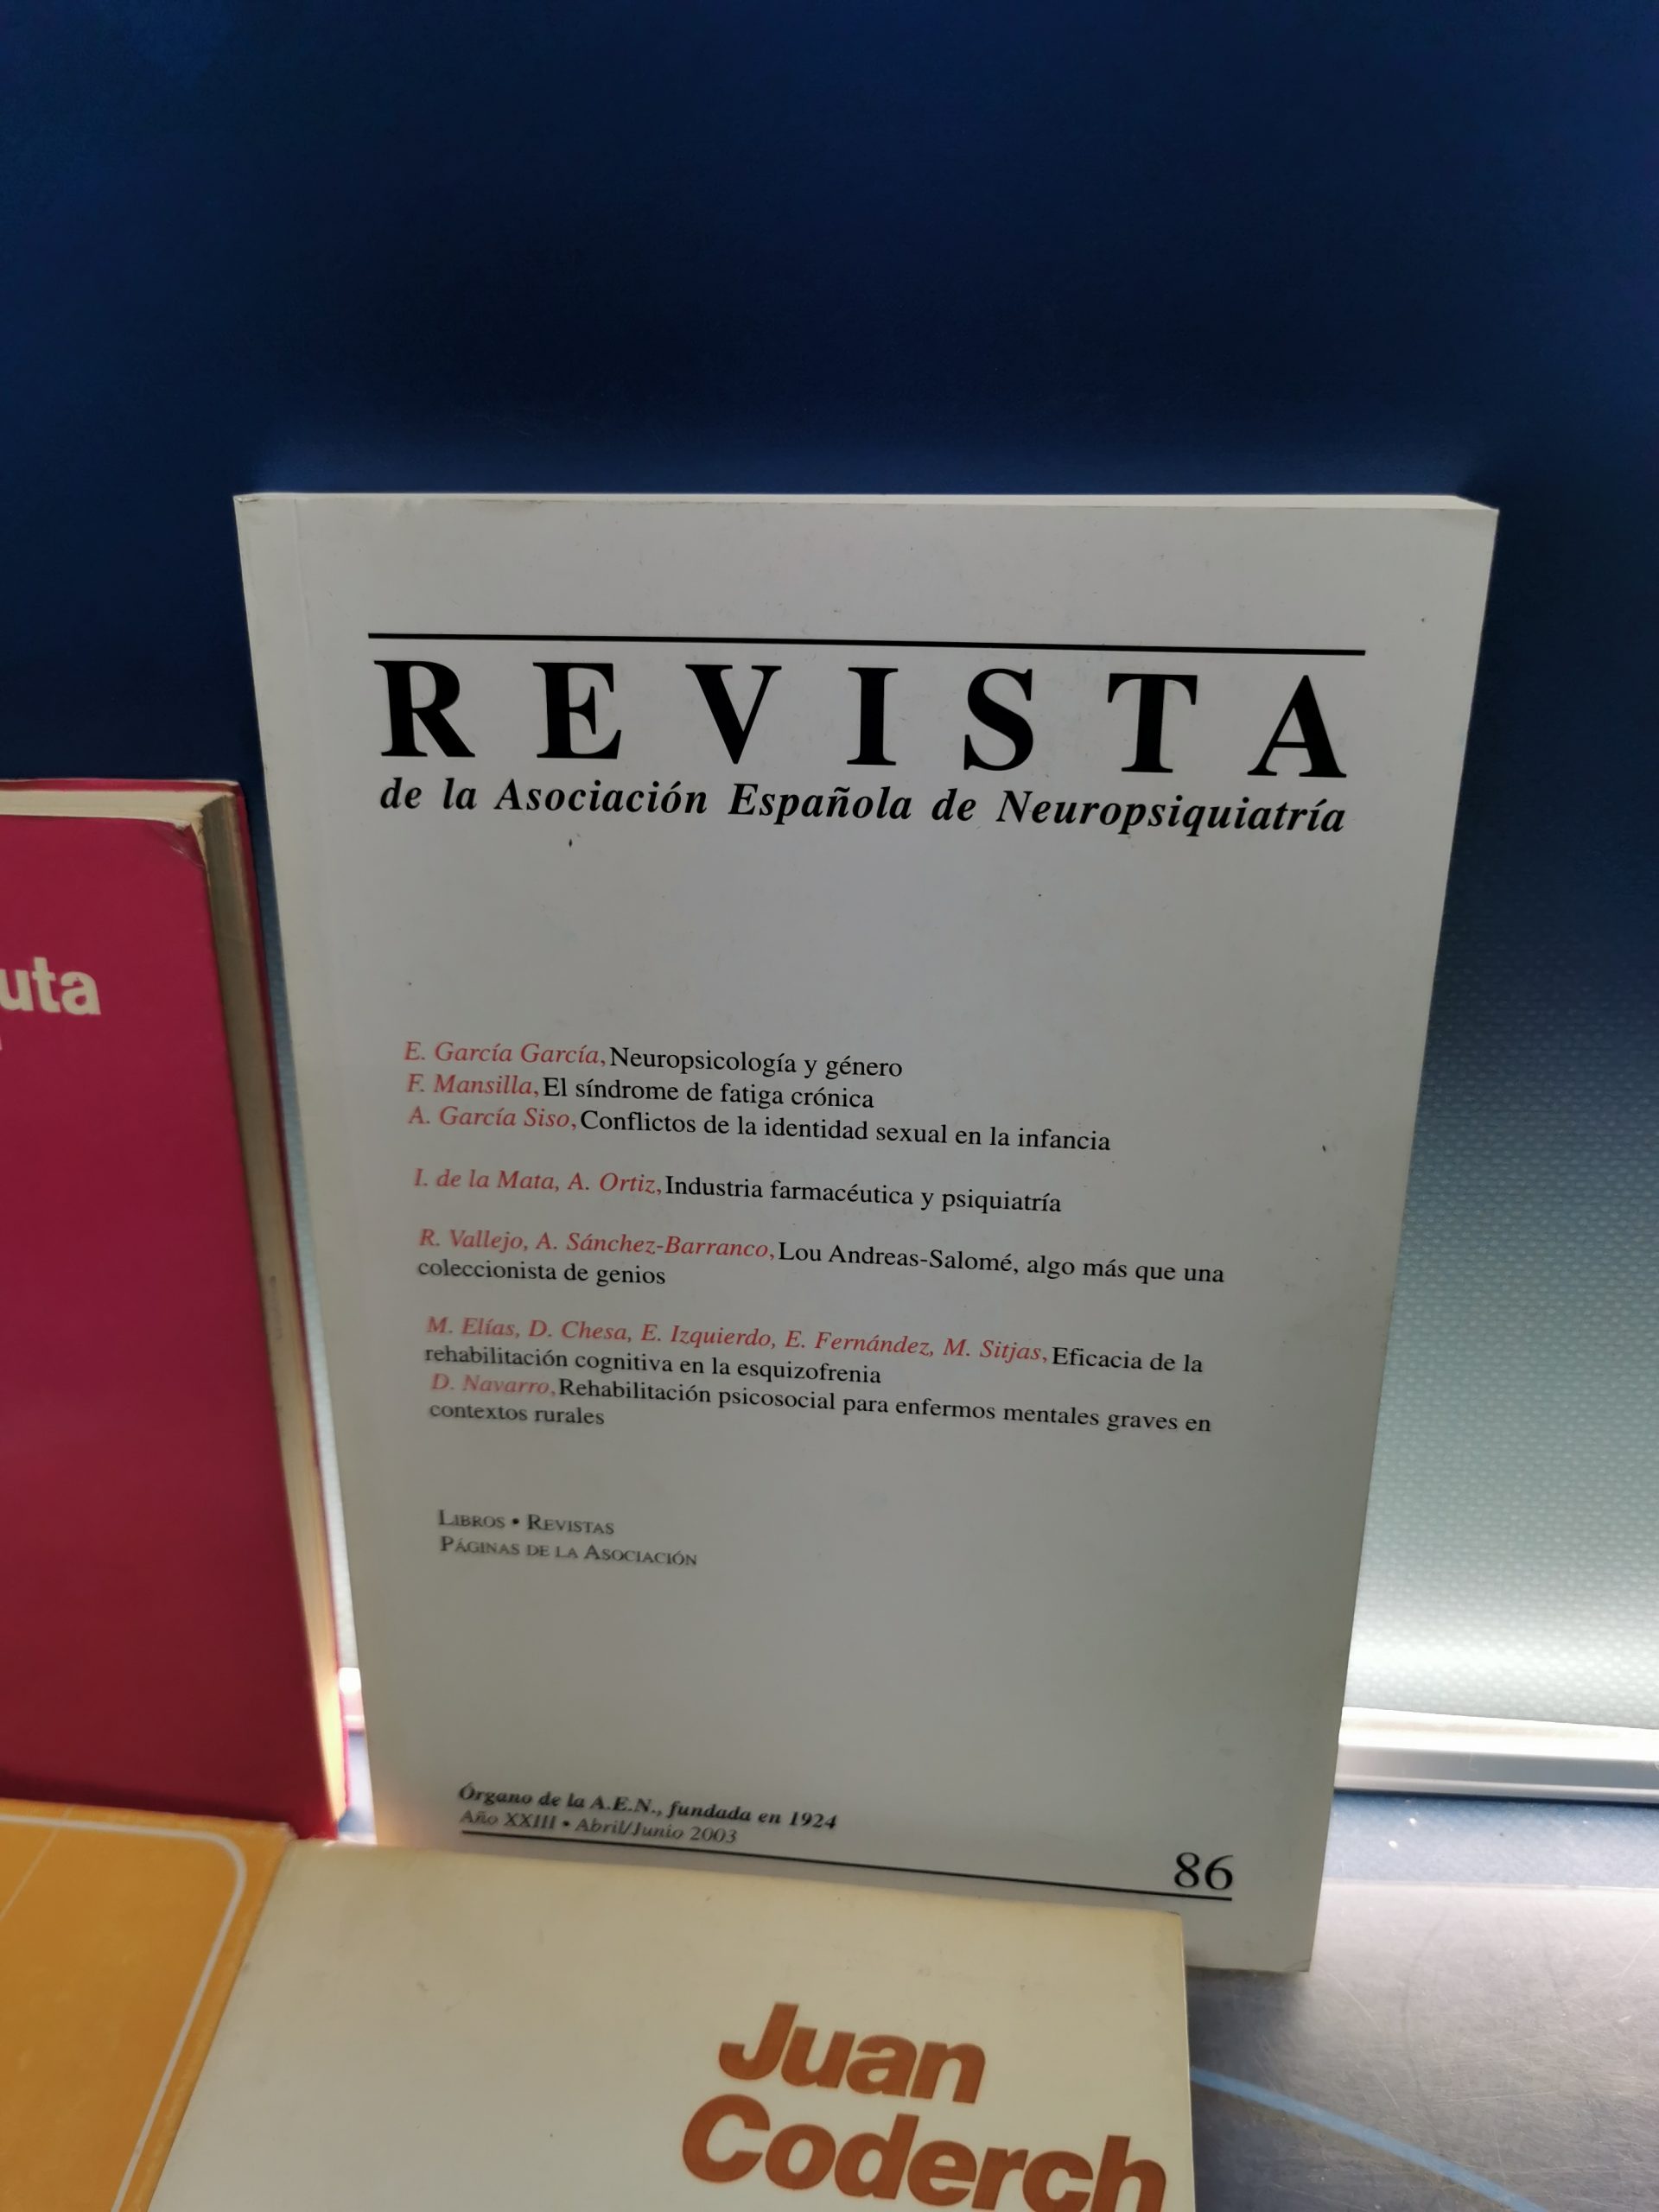 REVISTA
de la Asociación Española de Neuropsiquiatría
E. García García, Neuropsicología y género
F. Mansilla, El síndrome de fatiga crónica
A. García Siso, Conflictos de la identidad sexual en la infancia
I. de la Mata, A. Ortiz, Industria farmacéutica y psiquiatría
R. Vallejo, A. Sánchez-Barranco, Lou Andreas-Salomé, algo más que una
coleccionista de genios
M. Elías, D. Chesa, E. Izquierdo, E. Fernández, M. Sitjas, Eficacia de la
rehabilitación cognitiva en la esquizofrenia
D. Navarro, Rehabilitación psicosocial para enfermos mentales graves en
contextos rurales
LIBROS • REVISTAS
PÁGINAS DE LA ASOCIACIÓN
Órgano de la A.E.N., fundada en 1924
Año XXIII • Abril/Junio 2003
86
uta
Juan
Coderch